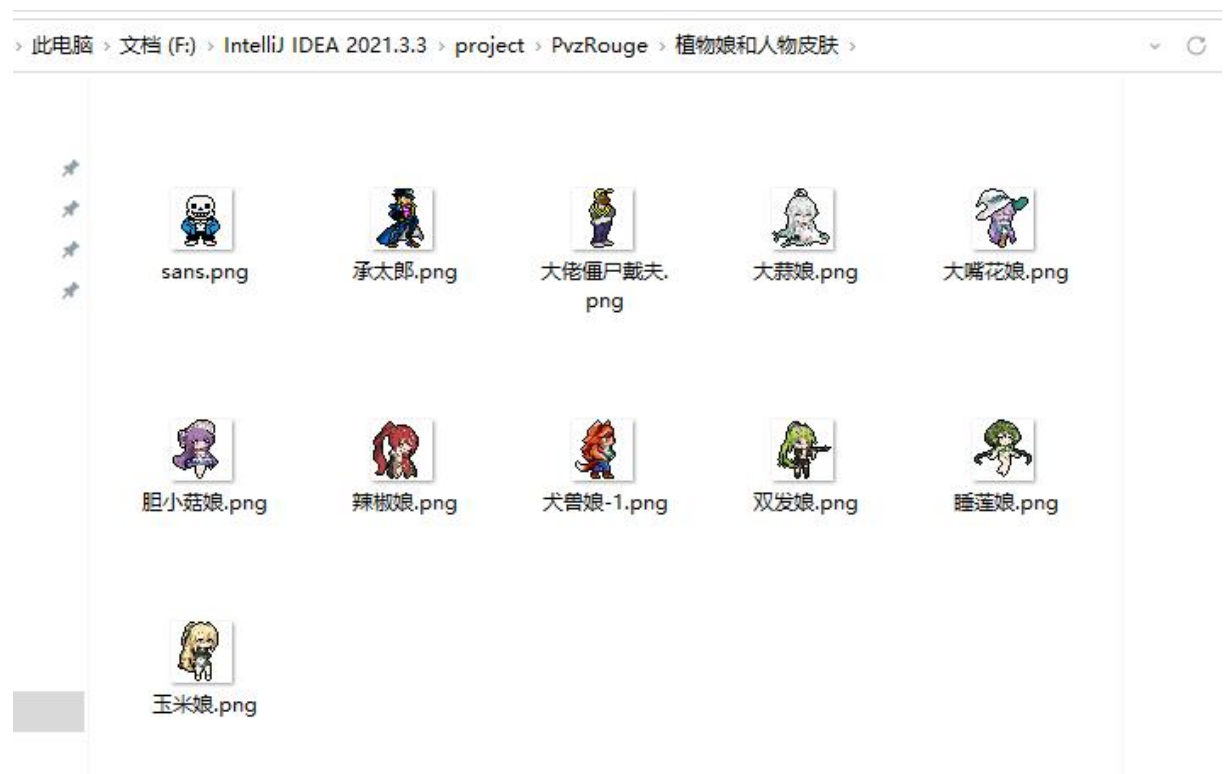 › 此电脑 › 文档 (F:) › IntelliJ IDEA 2021.3.3 › project › PvzRouge › 植物娘和人物皮肤 ›
sans.png
承太郎.png
大佬僵尸戴夫.
png
大蒜娘.png
大嘴花娘.png
胆小菇娘.png
辣椒娘.png
犬兽娘-1.png
双发娘.png
睡莲娘.png
玉米娘.png